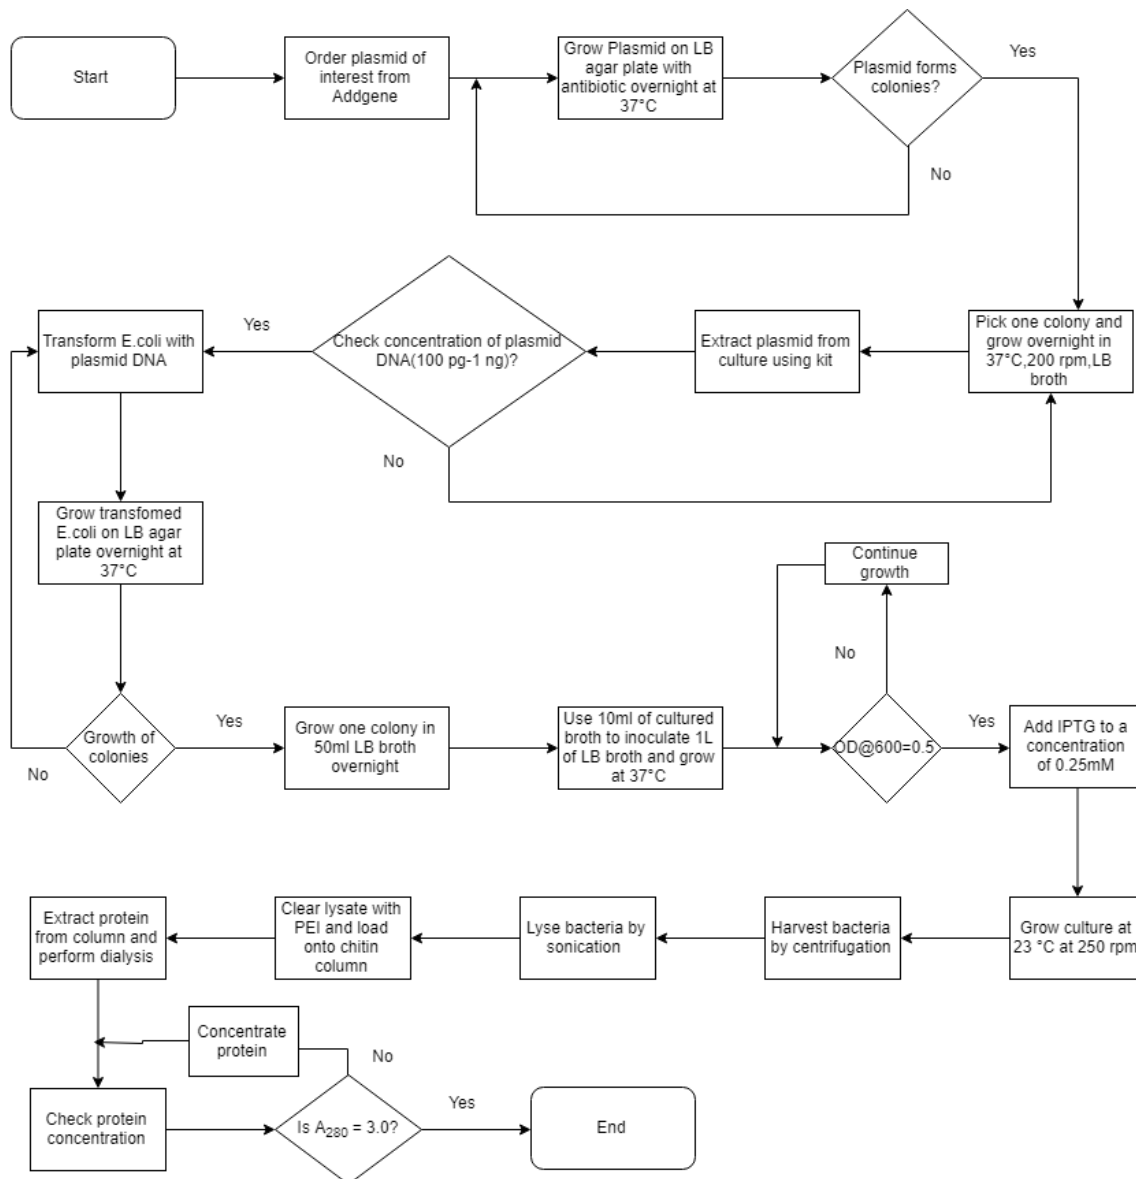 Start
Order plasmid of
interest from
Addgene
Grow Plasmid on LB
agar plate with
antibiotic overnight at
37°C
Plasmid forms
colonies?
Yes
No
Transform E.coli with
plasmid DNA
Yes
Check concentration of plasmid
DNA(100 pg-1 ng)?
Extract plasmid from
culture using kit
Pick one colony and
grow overnight in
37°C,200 rpm,LB
broth
No
Grow transfomed
E.coli on LB agar
plate overnight at
37°C
Continue
growth
No
Growth of
colonies
Yes
No
Grow one colony in
50ml LB broth
overnight
Use 10ml of cultured
broth to inoculate 1L
of LB broth and grow
at 37°C
OD@600=0.5
Yes
Add IPTG to a
concentration
of 0.25mM
Extract protein
from column and
perform dialysis
Clear lysate with
PEI and load
onto chitin
column
Lyse bacteria by
sonication
Harvest bacteria
by centrifugation
Grow culture at
23 °C at 250 rpm
Concentrate
protein
No
Check protein
concentration
Is A280 = 3.0?
Yes
End